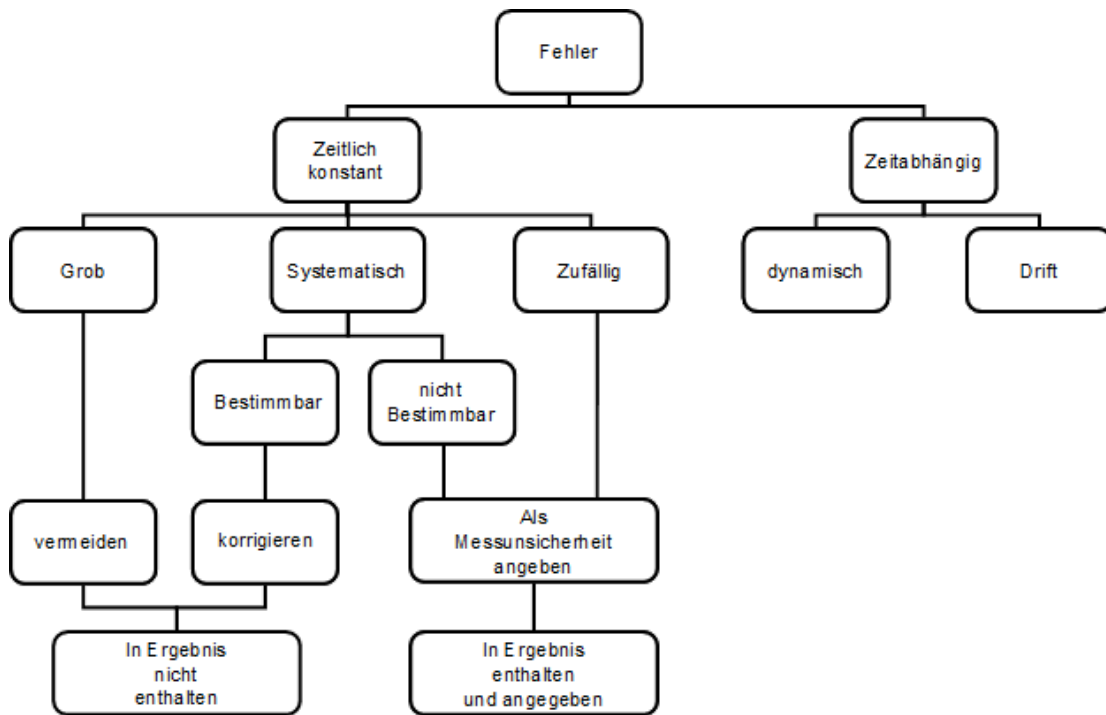 Fehler
Zeitlich
konstant
Zeitabhängig
Grob
Systematisch
Zufällig
dynamisch
Drift
Bestimmbar
nicht
Bestimmbar
vermeiden
korrigieren
Als
Messunsicherheit
angeben
In Ergebnis
nicht
enthalten
In Ergebnis
enthalten
und angegeben